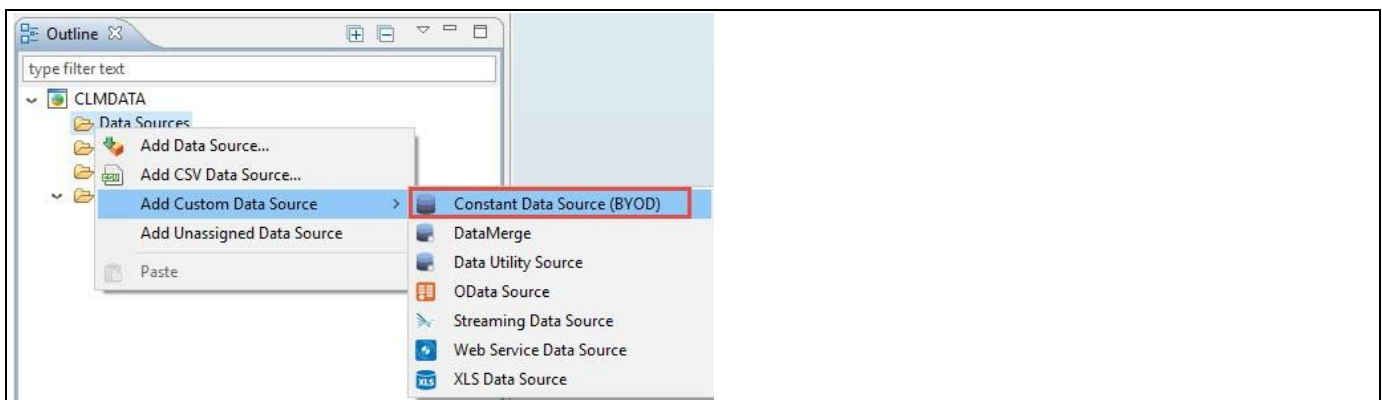 Outline
type filter text
CLMDATA
Data Sources
Add Data Source...
Add CSV Data Source...
Add Custom Data Source
Add Unassigned Data Source
Paste
Constant Data Source (BYOD)
DataMerge
Data Utility Source
OData Source
Streaming Data Source
Web Service Data Source
XLS Data Source
XLS